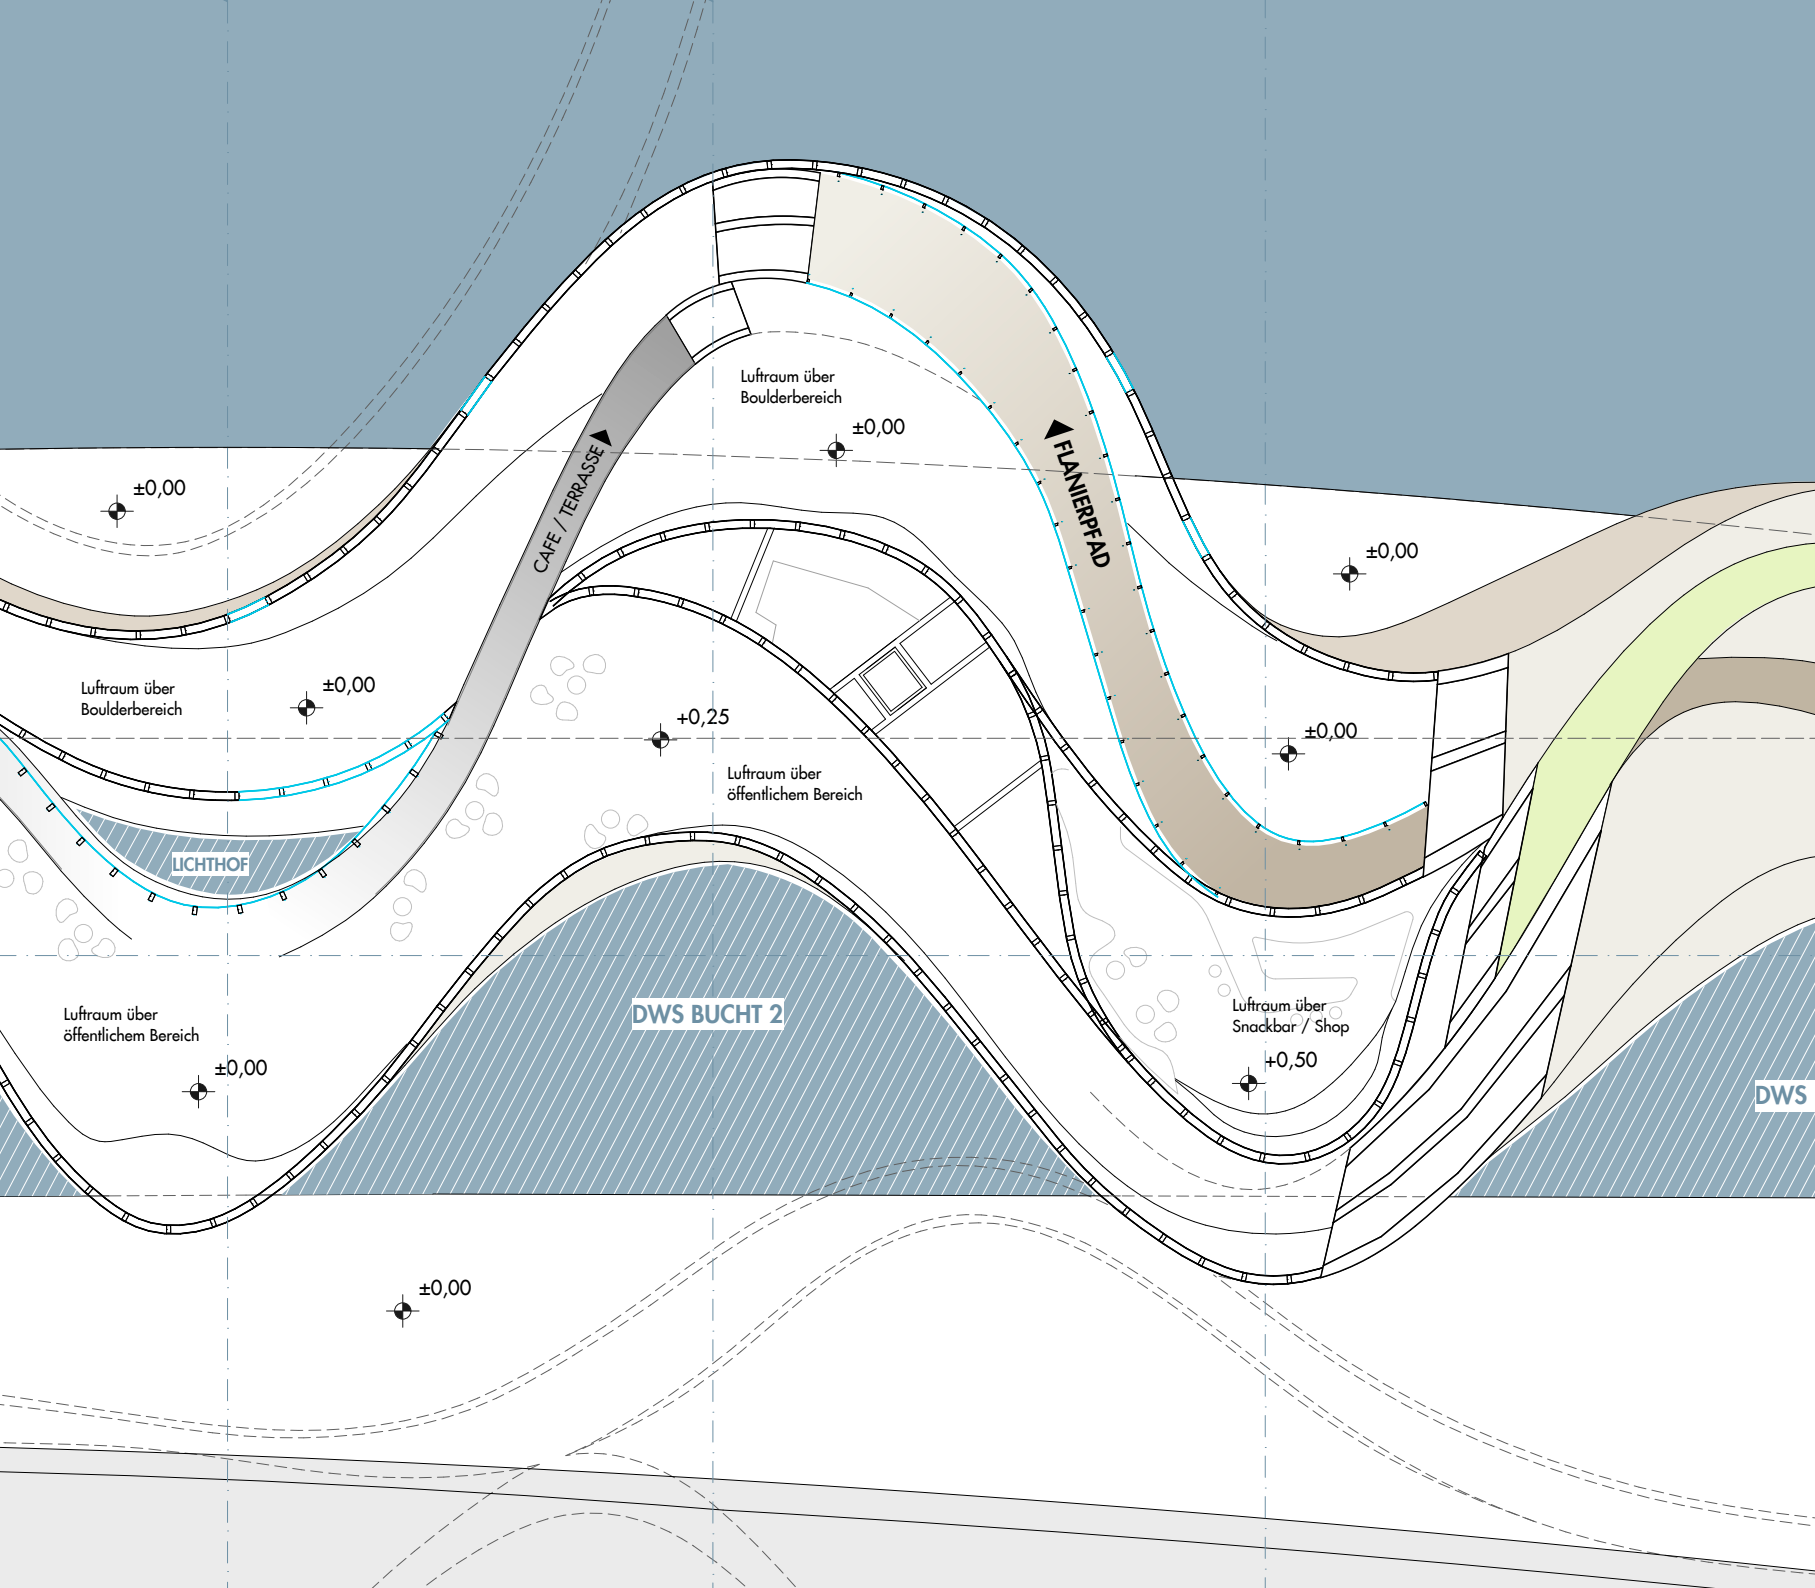 Luftraum über
Boulderbereich
±0,00
±0,00
CAFE / TERRASSE
FLANIERPFAD
±0,00
Luftraum über
Boulderbereich
±0,00
+0,25
±0,00
Luftraum über
öffentlichem Bereich
LICHTHOF
Luftraum über
öffentlichem Bereich
±0,00
DWS BUCHT 2
Luftraum über
Snackbar / Shop
+0,50
DWS
±0,00